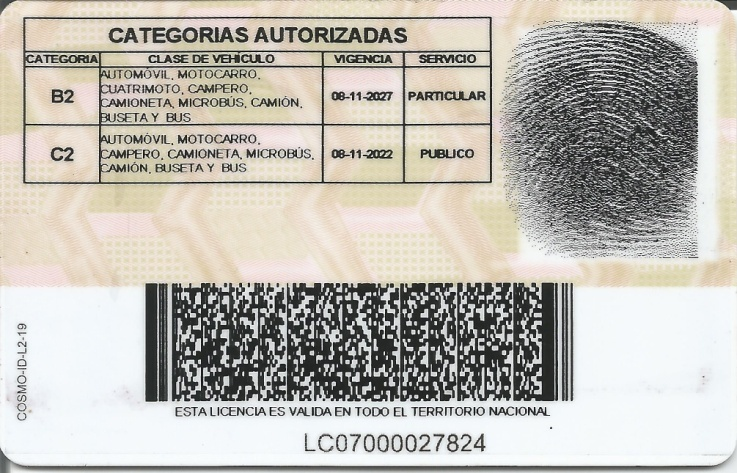 CATEGORIAS AUTORIZADAS
CATEGORIA CLASE DE VEHÍCULO VIGENCIA SERVICIO
B2 AUTOMÓVIL, MOTOCARRO, CUATRIMOTO, CAMPERO, CAMIONETA, MICROBÚS, CAMIÓN, BUSETA Y BUS 08-11-2027 PARTICULAR
C2 AUTOMÓVIL, MOTOCARRO, CAMPERO, CAMIONETA, MICROBÚS, CAMIÓN, BUSETA Y BUS 08-11-2022 PUBLICO
COSMO-ID-L2-19
ESTA LICENCIA ES VALIDA EN TODO EL TERRITORIO NACIONAL
LC07000027824